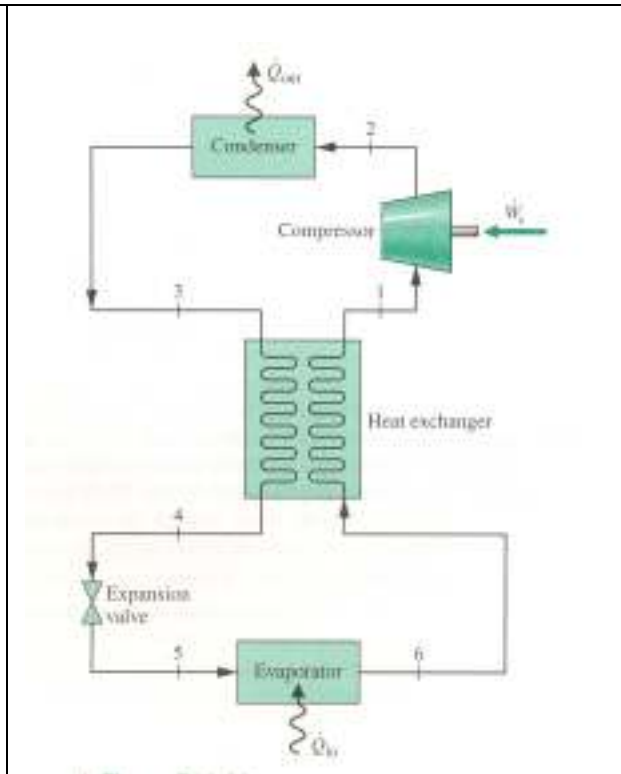 Q̇out
Condenser
2
Compressor
Ẇc
3
1
Heat exchanger
4
Expansion
valve
5
Evaporator
6
Q̇in